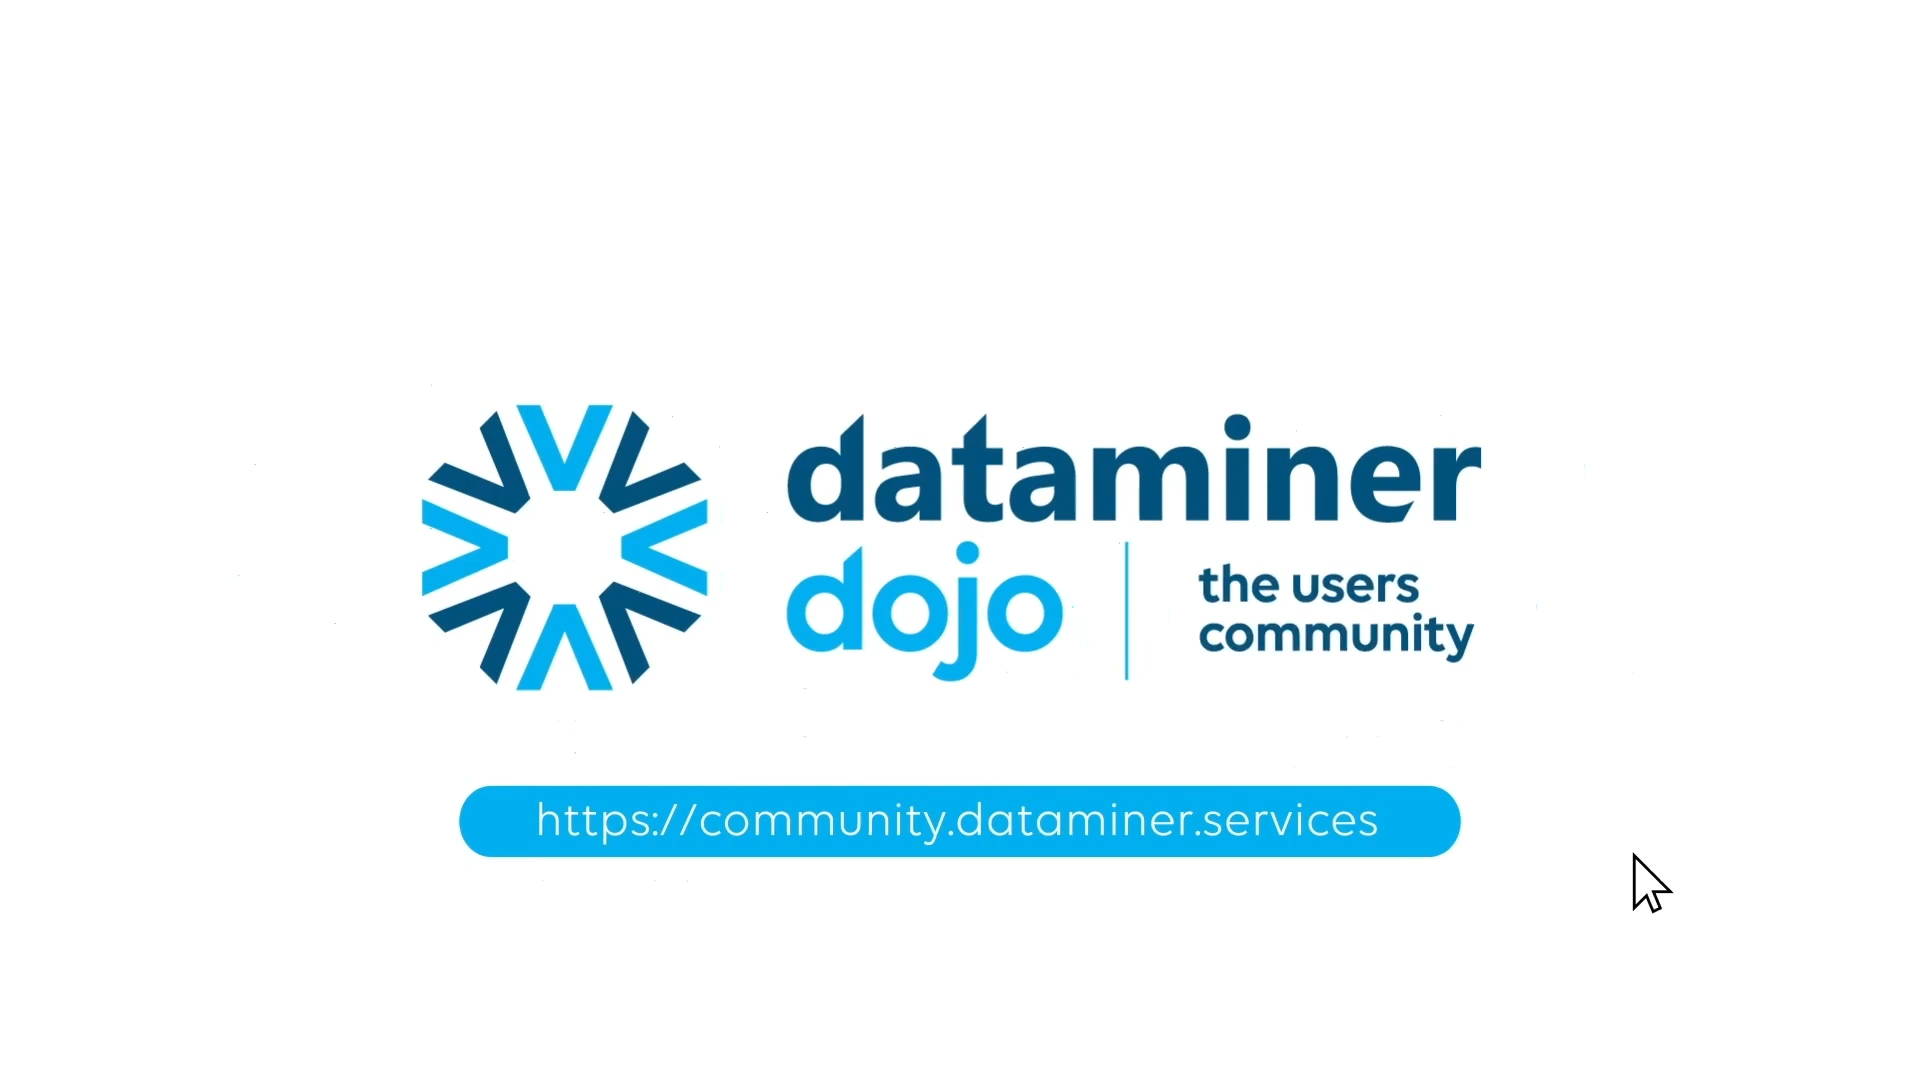 dataminer
dojo
the users
community
https://community.dataminer.services